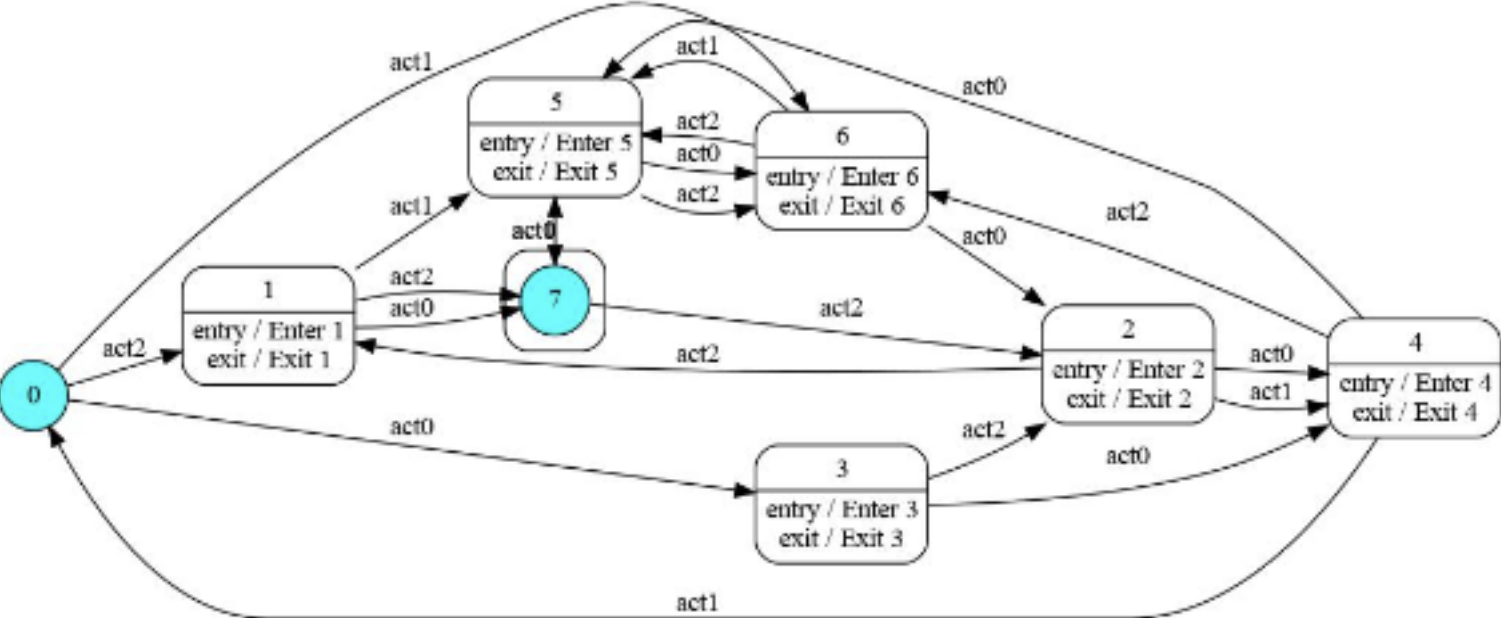 act1
act0
act1
5
entry / Enter 5
exit / Exit 5
act2
act0
act2
6
entry / Enter 6
exit / Exit 6
act2
act1
act0
act0
1
entry / Enter 1
exit / Exit 1
act2
act0
7
act2
2
entry / Enter 2
exit / Exit 2
act0
act1
4
entry / Enter 4
exit / Exit 4
act2
act2
0
act0
act2
act0
3
entry / Enter 3
exit / Exit 3
act1